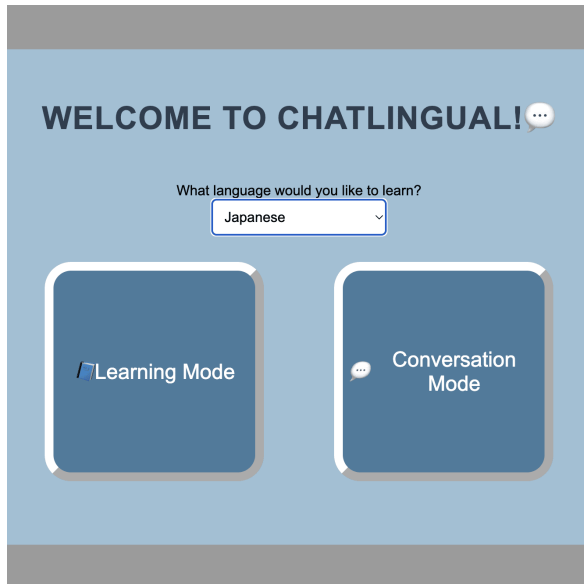 WELCOME TO CHATLINGUAL!💬
What language would you like to learn?
Japanese
📘Learning Mode
💬 Conversation
Mode